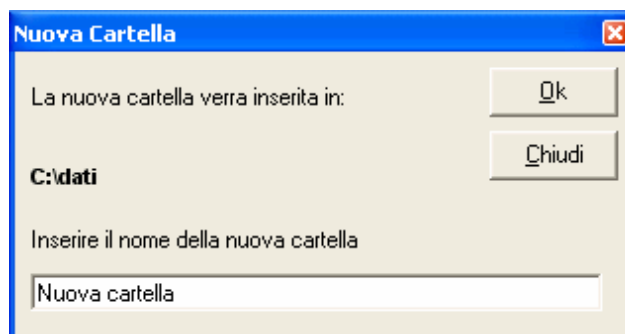 Nuova Cartella
La nuova cartella verra inserita in:
Ok
Chiudi
C:\dati
Inserire il nome della nuova cartella
Nuova cartella